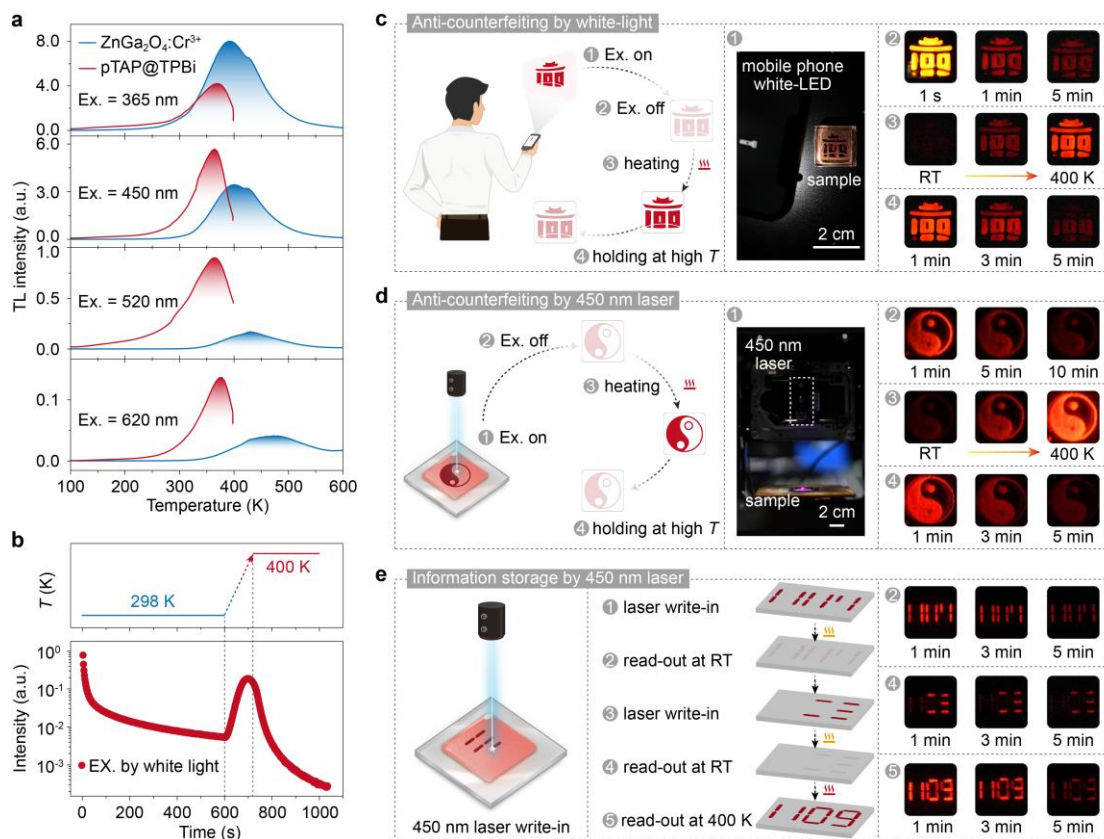 a
8.0
4.0
0.0
ZnGa₂O₄:Cr³⁺
pTAP@TPBi
Ex. = 365 nm
6.0
3.0
0.0
Ex. = 450 nm
1.0
0.5
0.0
Ex. = 520 nm
0.1
0.0
Ex. = 620 nm
TL intensity (a.u.)
100 200 300 400 500 600
Temperature (K)
b
T (K)
298 K
400 K
10⁰
10⁻¹
10⁻²
10⁻³
Intensity (a.u.)
EX. by white light
0 200 400 600 800 1000
Time (s)
c
Anti-counterfeiting by white-light
1 Ex. on
2 Ex. off
3 heating
4 holding at high T
109
109
109
109
1
mobile phone
white-LED
sample
2 cm
2
1 s 1 min 5 min
3
RT 400 K
4
1 min 3 min 5 min
d
Anti-counterfeiting by 450 nm laser
2 Ex. off
3 heating
1 Ex. on
4 holding at high T
1
450 nm
laser
sample
2 cm
2
1 min 5 min 10 min
3
RT 400 K
4
1 min 3 min 5 min
e
Information storage by 450 nm laser
450 nm laser write-in
1 laser write-in
2 read-out at RT
3 laser write-in
4 read-out at RT
5 read-out at 400 K
1109
2
1 min 3 min 5 min
4
1 min 3 min 5 min
5
1109 1109 1109
1 min 3 min 5 min